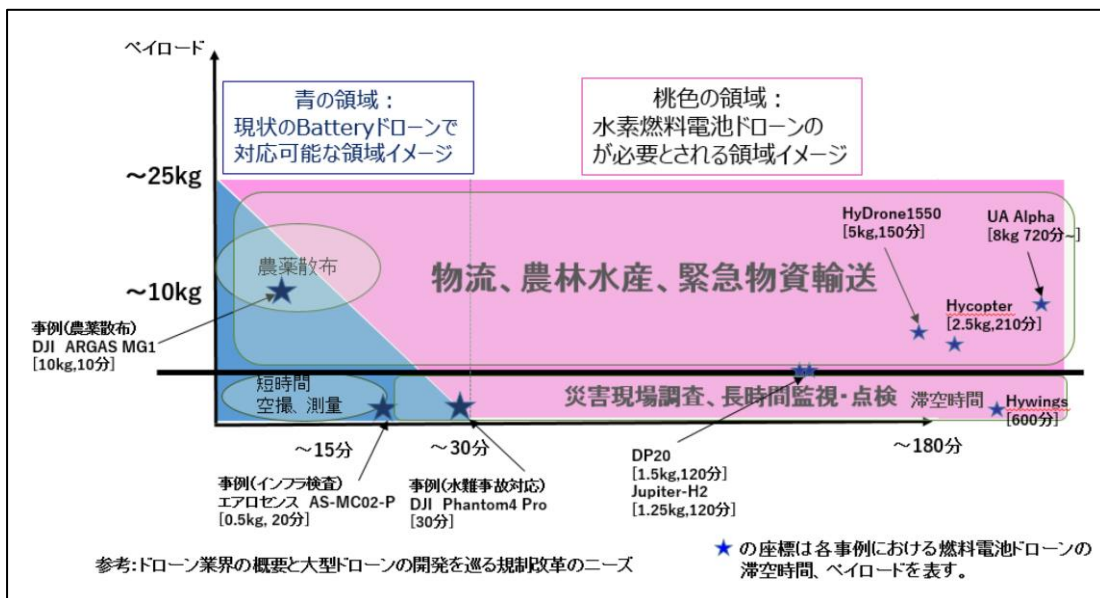 ペイロード
青の領域：
現状のBatteryドローンで
対応可能な領域イメージ
桃色の領域：
水素燃料電池ドローンの
が必要とされる領域イメージ
～25kg
～10kg
農薬散布
物流、農林水産、緊急物資輸送
HyDrone1550
[5kg,150分]
UA Alpha
[8kg 720分~]
Hycopter
[2.5kg,210分]
事例(農薬散布)
DJI ARGAS MG1
[10kg,10分]
短時間
空撮、測量
災害現場調査、長時間監視・点検
滞空時間
Hywings
[600分]
～15分
～30分
～180分
事例(インフラ検査)
エアロセンス AS-MC02-P
[0.5kg, 20分]
事例(水難事故対応)
DJI Phantom4 Pro
[30分]
DP20
[1.5kg,120分]
Jupiter-H2
[1.25kg,120分]
参考：ドローン業界の概要と大型ドローンの開発を巡る規制改革のニーズ
★ の座標は各事例における燃料電池ドローンの
滞空時間、ペイロードを表す。